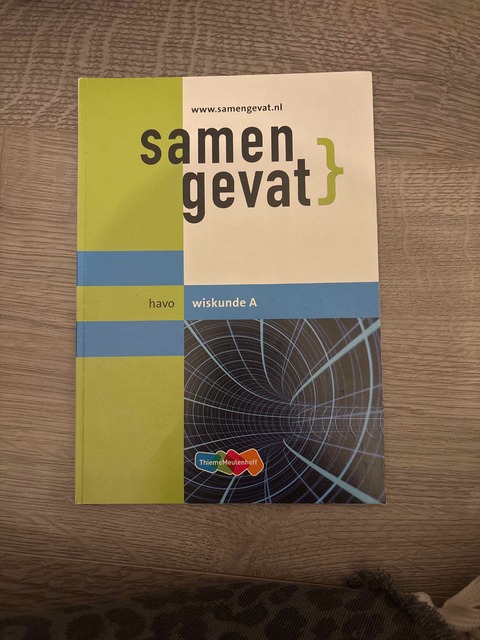 www.samengevat.nl
samen
gevat}
havo wiskunde A
ThiemeMeulenhoff